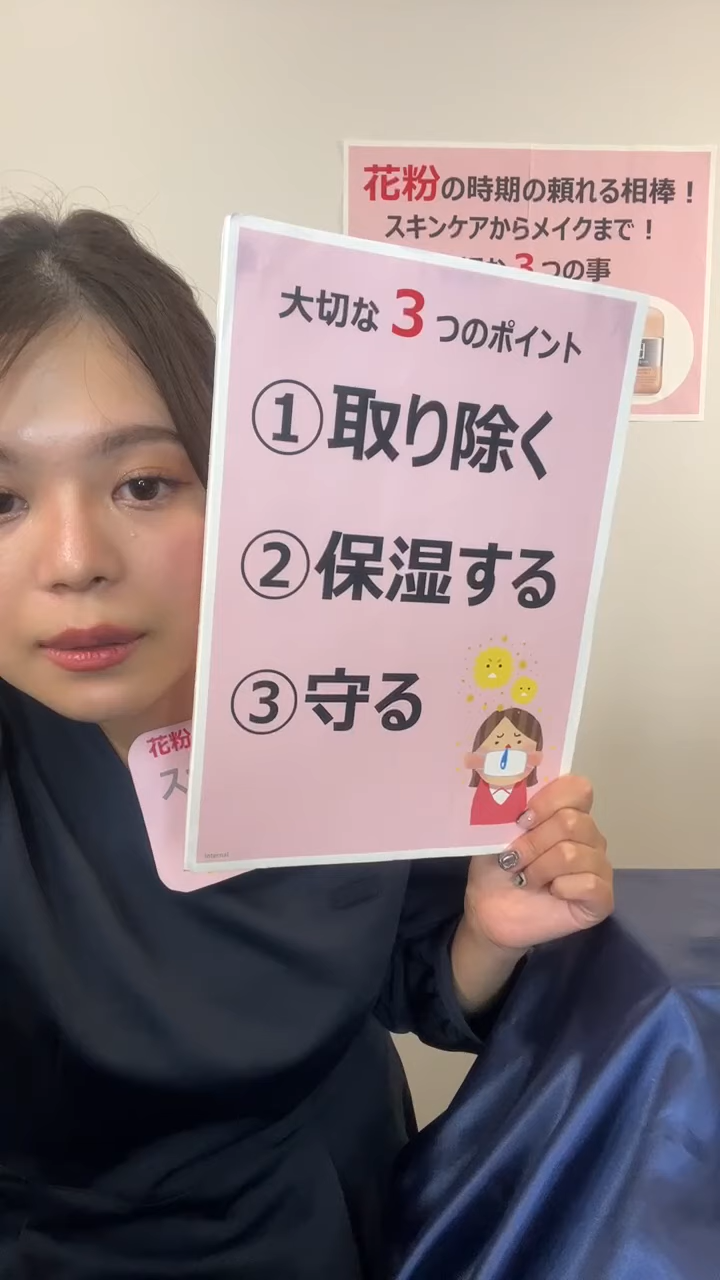 花粉の時期の頼れる相棒！
スキンケアからメイクまで！
3つの事
大切な3つのポイント
①取り除く
②保湿する
③守る
花粉
ス
Internal